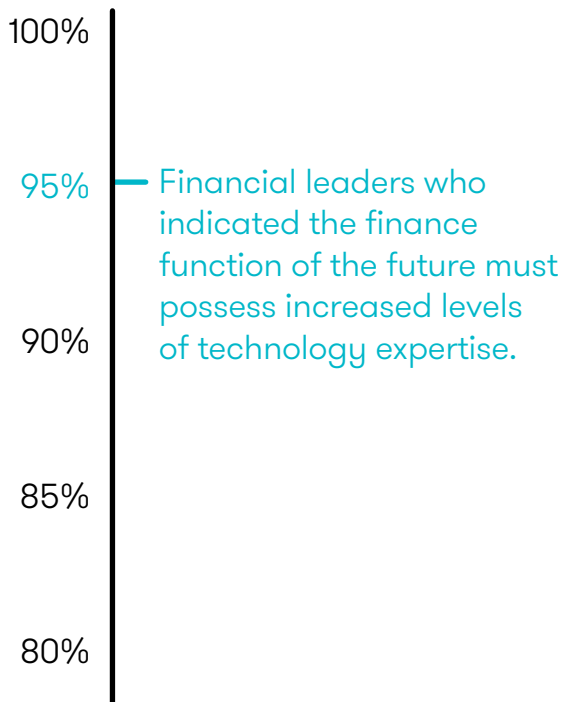 100%
95%
Financial leaders who
indicated the finance
function of the future must
possess increased levels
of technology expertise.
90%
85%
80%